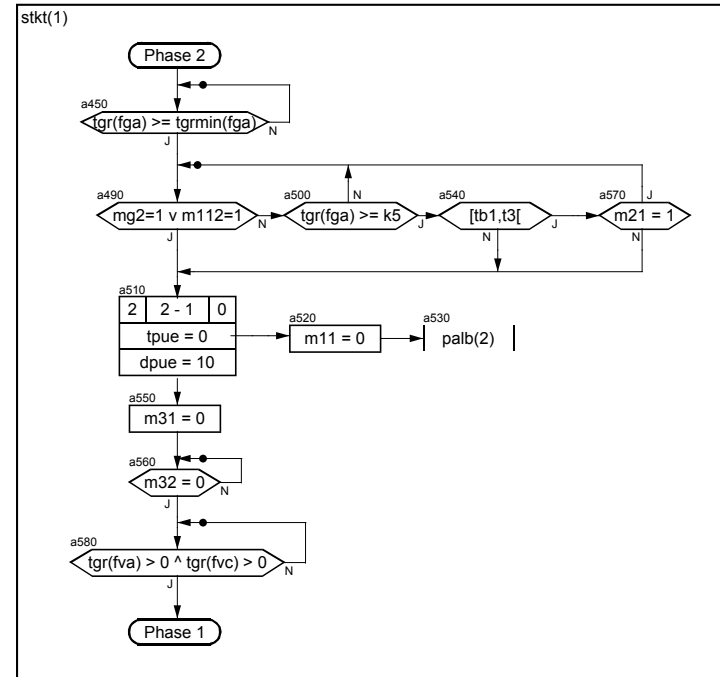 stkt(1)
Phase 2
a450
tgr(fga) >= tgrmin(fga)
N
J
a490
mg2=1 v m112=1
N
J
a500
tgr(fga) >= k5
N
J
a540
[tb1,t3[
J
N
a570
m21 = 1
J
N
a510
2 2 - 1 0
tpue = 0
dpue = 10
a520
m11 = 0
a530
palb(2)
a550
m31 = 0
a560
m32 = 0
N
J
a580
tgr(fva) > 0 ^ tgr(fvc) > 0
N
J
Phase 1